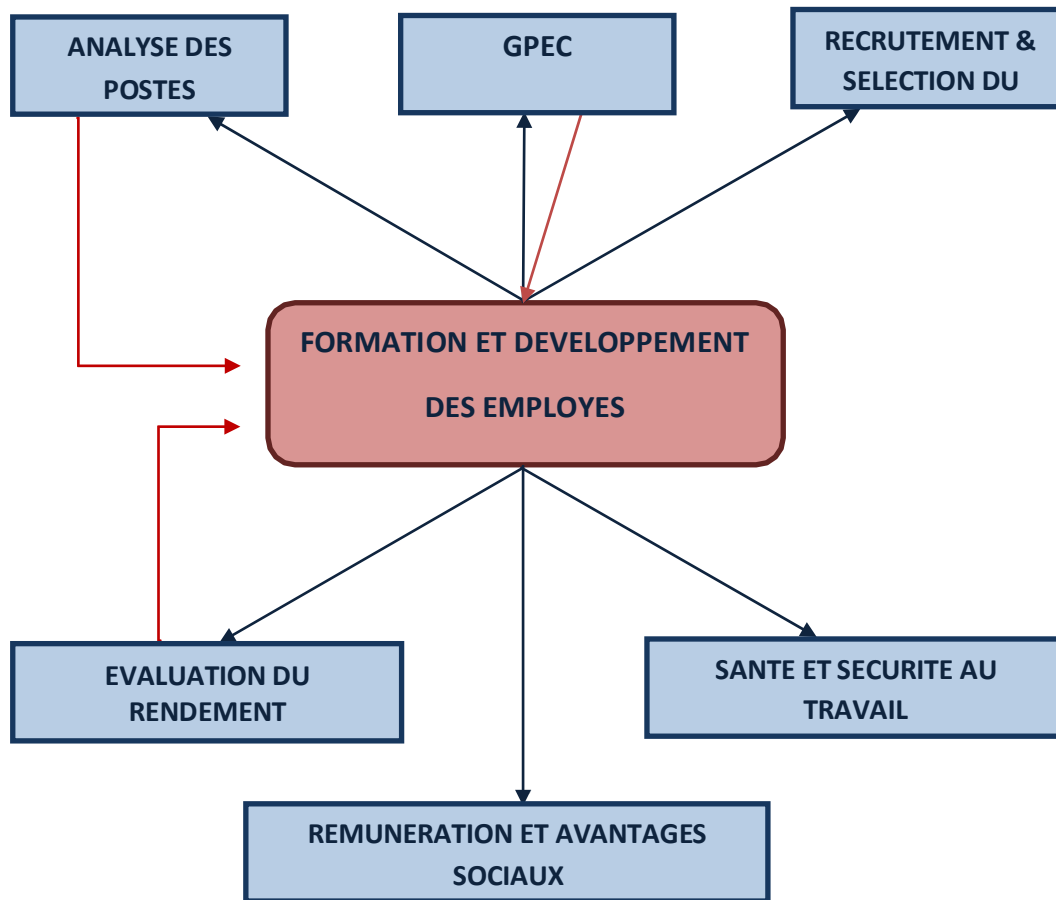 ANALYSE DES
POSTES
GPEC
RECRUTEMENT &
SELECTION DU
FORMATION ET DEVELOPPEMENT
DES EMPLOYES
EVALUATION DU
RENDEMENT
SANTE ET SECURITE AU
TRAVAIL
REMUNERATION ET AVANTAGES
SOCIAUX